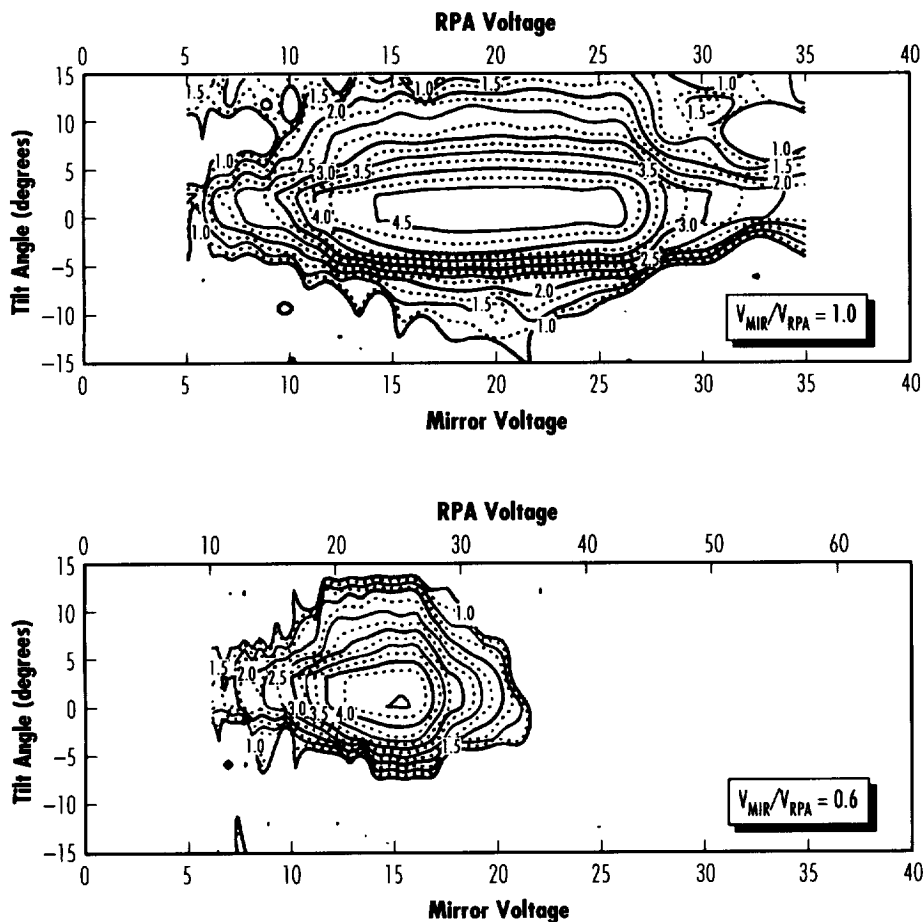 RPA Voltage
0 5 10 15 20 25 30 35 40
Tilt Angle (degrees)
15
10
5
0
−5
−10
−15
1.5 1.5 2.0 1.0 1.5 1.0 1.5
1.0 2.5 3.0 3.5 3.5 1.0 1.5 2.0
4.0 4.5 3.0
1.0 2.5
1.5 2.0
1.0
V_MIR/V_RPA = 1.0
0 5 10 15 20 25 30 35 40
Mirror Voltage
RPA Voltage
0 10 20 30 40 50 60
Tilt Angle (degrees)
15
10
5
0
−5
−10
−15
1.0
1.5 2.0 2.5
3.0 3.5 4.0
1.0 1.5
V_MIR/V_RPA = 0.6
0 5 10 15 20 25 30 35 40
Mirror Voltage